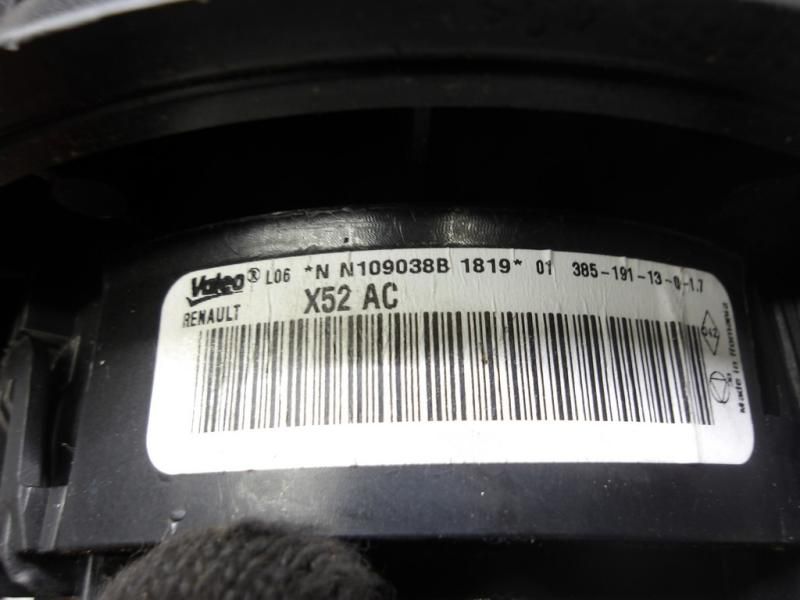 Valeo® L06 *N N109038B 1819* 01 385-191-13-0-1.7
RENAULT X52 AC
Made in Romania